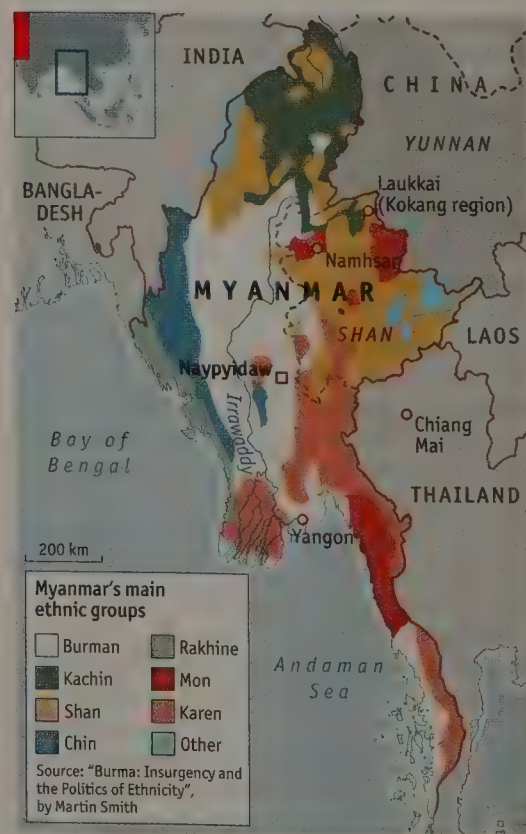 INDIA
CHINA
YUNNAN
BANGLA-
DESH
Laukkai
(Kokang region)
Namhsan
MYANMAR
SHAN
LAOS
Naypyidaw
Irrawaddy
Chiang
Mai
Bay of
Bengal
THAILAND
Yangon
200 km
Andaman
Sea
Myanmar's main
ethnic groups
Burman
Rakhine
Kachin
Mon
Shan
Karen
Chin
Other
Source: "Burma: Insurgency and
the Politics of Ethnicity",
by Martin Smith